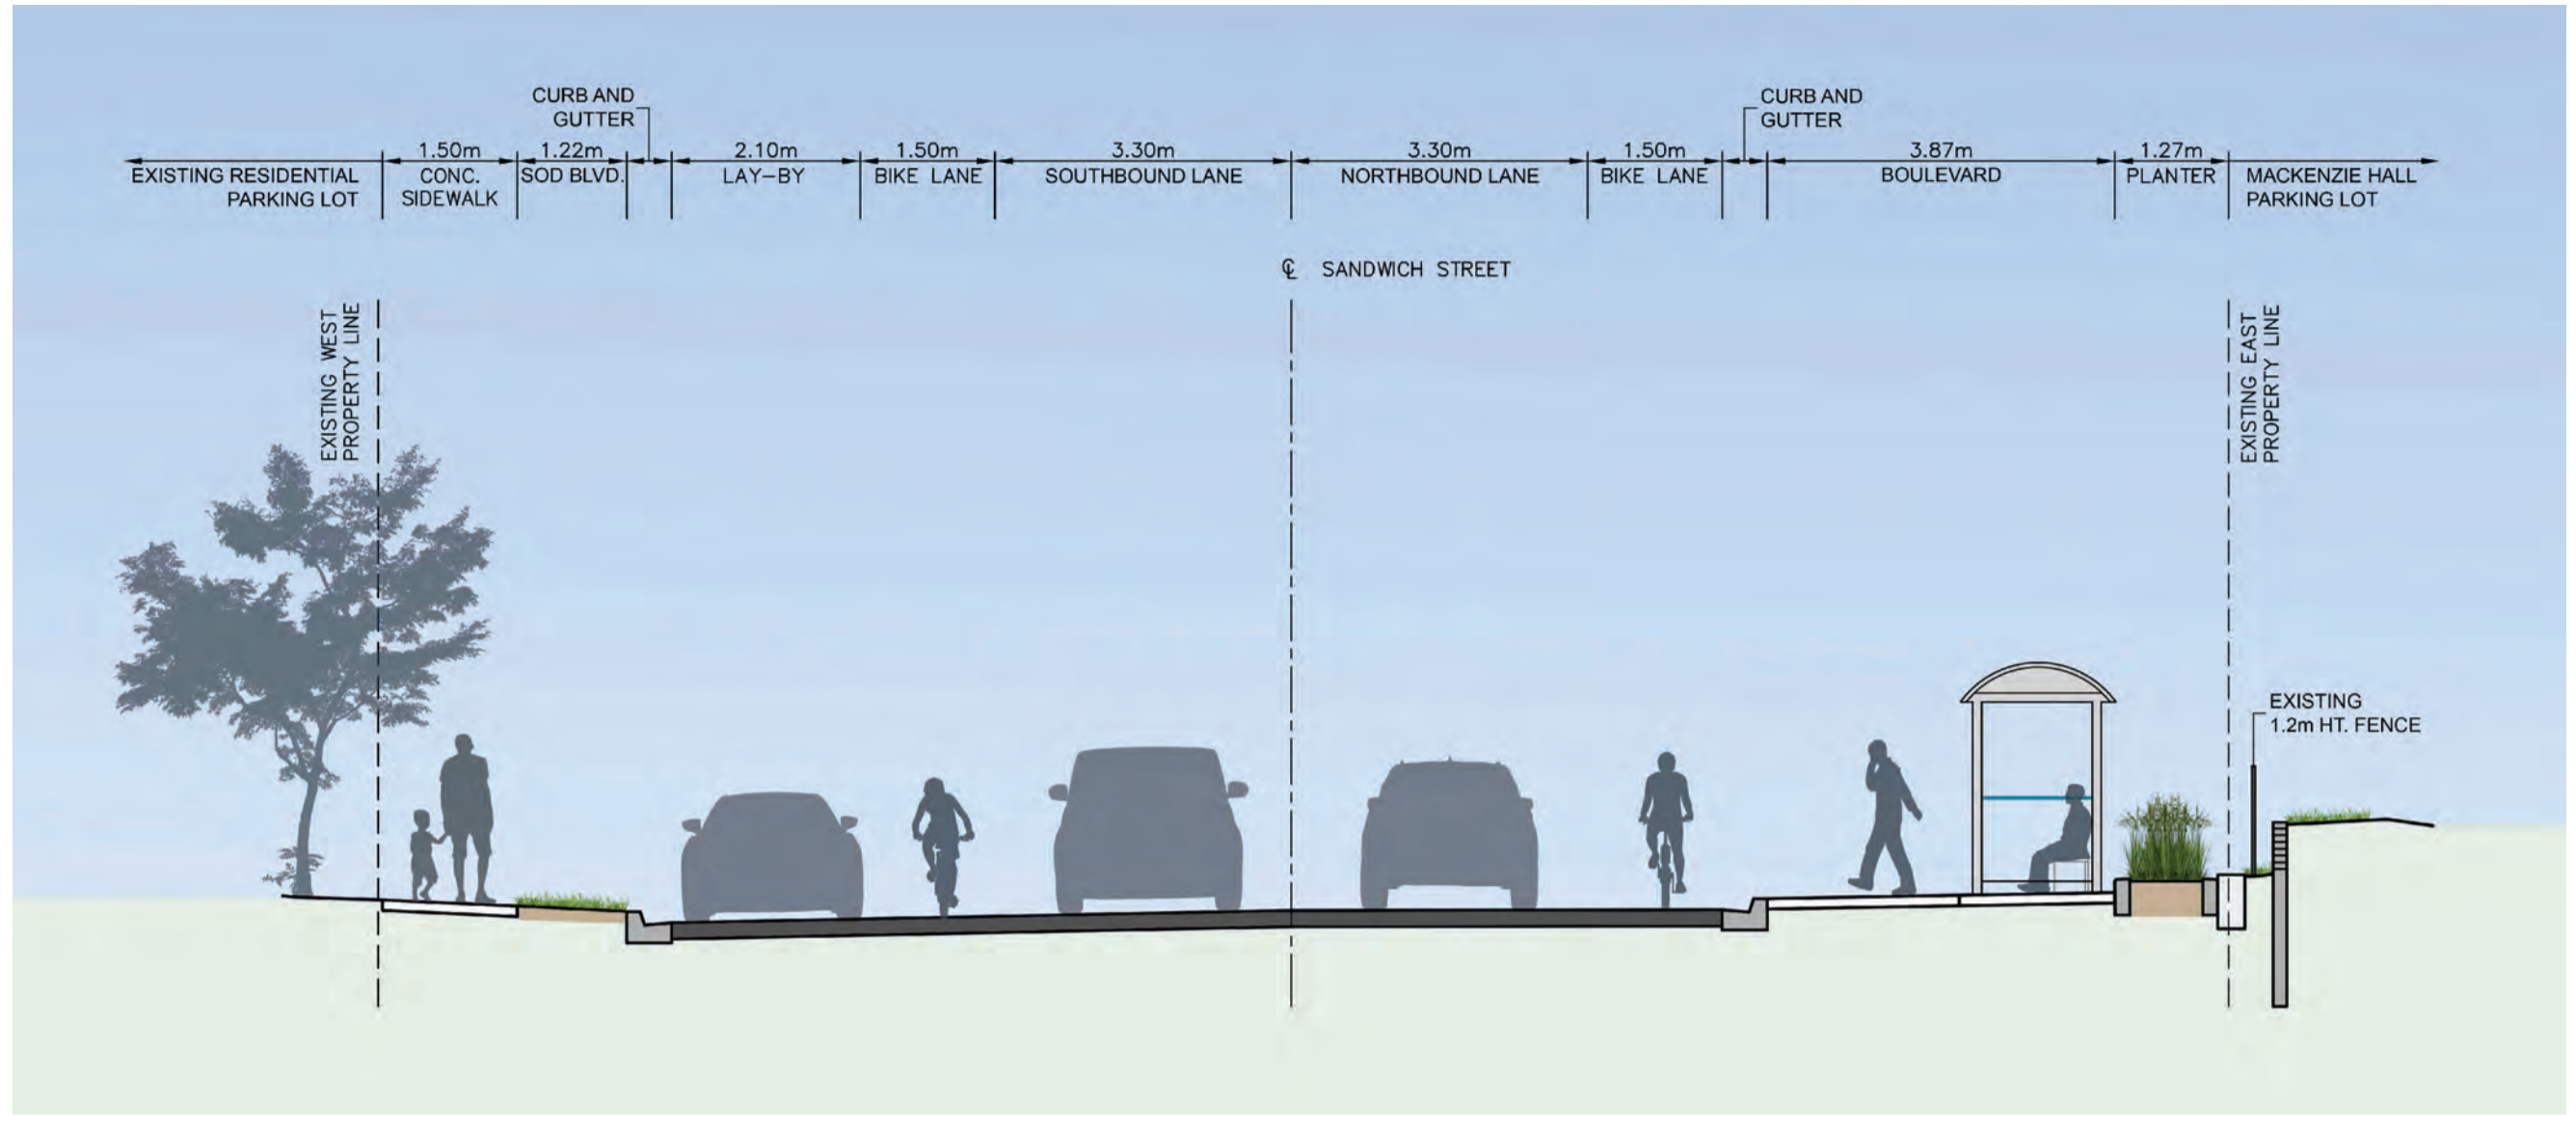 CURB AND
GUTTER
CURB AND
GUTTER
1.50m
1.22m
2.10m
1.50m
3.30m
3.30m
1.50m
3.87m
1.27m
EXISTING RESIDENTIAL
PARKING LOT
CONC.
SIDEWALK
SOD BLVD.
LAY-BY
BIKE LANE
SOUTHBOUND LANE
NORTHBOUND LANE
BIKE LANE
BOULEVARD
PLANTER
MACKENZIE HALL
PARKING LOT
℄ SANDWICH STREET
EXISTING WEST
PROPERTY LINE
EXISTING EAST
PROPERTY LINE
EXISTING
1.2m HT. FENCE